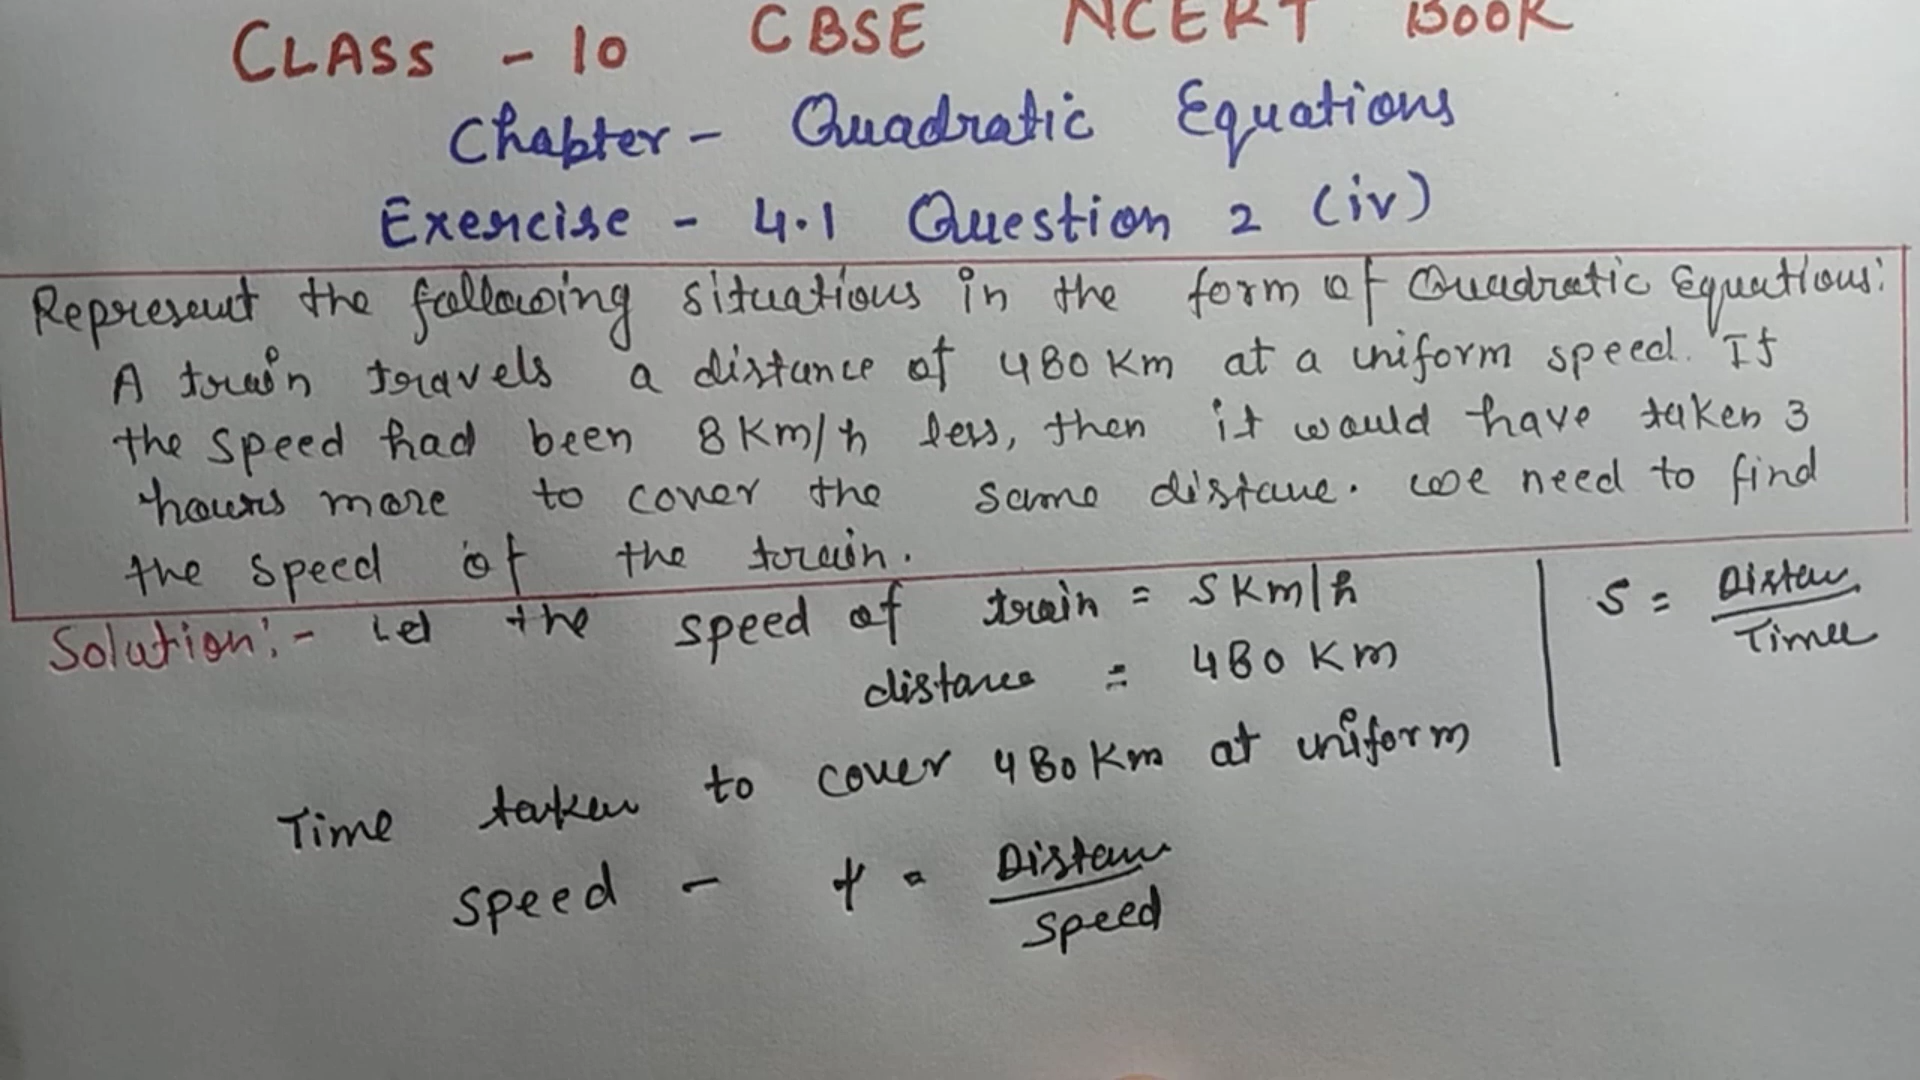 CLASS - 10 CBSE NCERT BOOK
Chapter - Quadratic Equations
Exercise - 4.1 Question 2 (iv)
Represent the following situations in the form of Quadratic Equations:
A train travels a distance of 480 Km at a uniform speed. If
the speed had been 8 Km/h less, then it would have taken 3
hours more to cover the same distance. we need to find
the speed of the train.
Solution:- Let the speed of train = S Km/h
distance = 480 Km
S = Distance
Time
Time taken to cover 480 Km at uniform
speed - t = Distance
speed